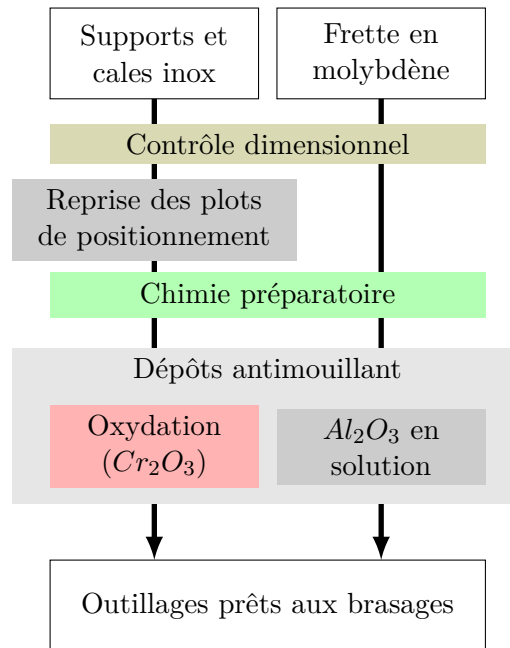 Supports et
cales inox
Frette en
molybdène
Contrôle dimensionnel
Reprise des plots
de positionnement
Chimie préparatoire
Dépôts antimouillant
Oxydation
(Cr₂O₃)
Al₂O₃ en
solution
Outillages prêts aux brasages